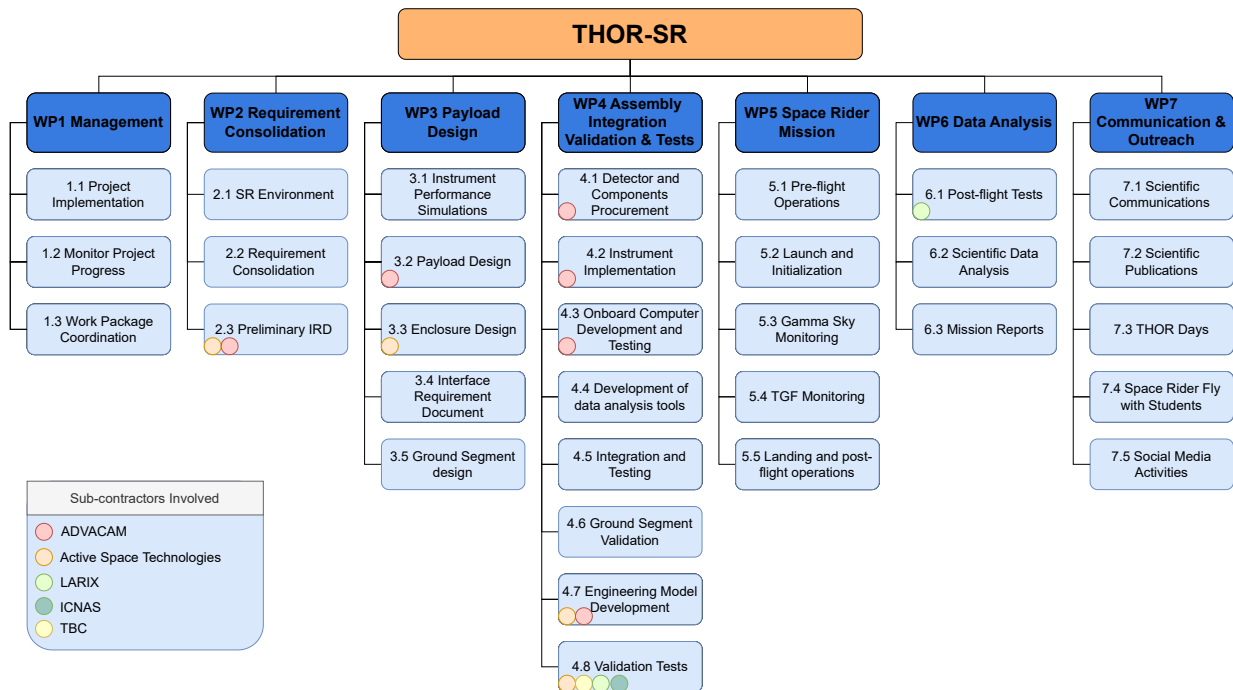 THOR-SR
WP1 Management
1.1 Project
Implementation
1.2 Monitor Project
Progress
1.3 Work Package
Coordination
WP2 Requirement
Consolidation
2.1 SR Environment
2.2
Requirement
Consolidation
2.3 Preliminary IRD
WP3 Payload
Design
3.1 Instrument
Performance
Simulations
3.2 Payload Design
3.3 Enclosure Design
3.4 Interface
Requirement
Document
3.5 Ground Segment
design
WP4 Assembly
Integration
Validation & Tests
4.1 Detector and
Components
Procurement
4.2 Instrument
Implementation
4.3 Onboard Computer
Development and
Testing
4.4 Development of
data analysis tools
4.5 Integration and
Testing
4.6 Ground Segment
Validation
4.7 Engineering Model
Development
4.8 Validation Tests
WP5 Space Rider
Mission
5.1 Pre-flight
Operations
5.2 Launch and
Initialization
5.3 Gamma Sky
Monitoring
5.4 TGF Monitoring
5.5 Landing and post-
flight operations
WP6 Data Analysis
6.1 Post-flight Tests
6.2 Scientific Data
Analysis
6.3 Mission Reports
WP7
Communication &
Outreach
7.1 Scientific
Communications
7.2 Scientific
Publications
7.3 THOR Days
7.4 Space Rider Fly
with Students
7.5 Social Media
Activities
Sub-contractors Involved
ADVACAM
Active Space Technologies
LARIX
ICNAS
TBC